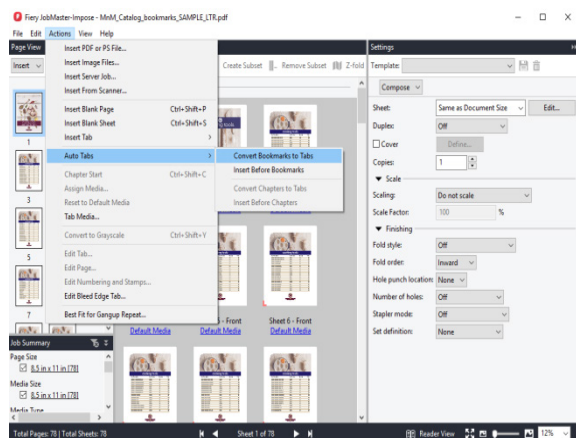 Fiery JobMaster-Impose - MnM_Catalog_bookmarks_SAMPLE_LTR.pdf
File Edit Actions View Help
Page View
Settings
Insert
Create Subset
Remove Subset
Z-fold
Template:
Insert PDF or PS File...
Insert Image Files...
Insert Server Job...
Insert From Scanner...
Insert Blank Page Ctrl+Shift+P
Insert Blank Sheet Ctrl+Shift+S
Insert Tab
Auto Tabs
Convert Bookmarks to Tabs
Insert Before Bookmarks
Convert Chapters to Tabs
Insert Before Chapters
Chapter Start Ctrl+Shift+C
Assign Media...
Reset to Default Media
Tab Media...
Convert to Grayscale Ctrl+Shift+Y
Edit Tab...
Edit Page...
Edit Numbering and Stamps...
Edit Bleed Edge Tab...
Best Fit for Gangup Repeat...
1
3
5
7
- Front
Sheet 6 - Front
Default Media
Default Media
Default Media
Compose
Sheet: Same as Document Size Edit...
Duplex: Off
Cover Define...
Copies: 1
Scale
Scaling: Do not scale
Scale Factor: 100 %
Finishing
Fold style: Off
Fold order: Inward
Hole punch location: None
Number of holes: Off
Stapler mode: Off
Set definition: None
Job Summary
Page Size
8.5 in x 11 in [78]
Media Size
8.5 in x 11 in [78]
Media Type
Total Pages: 78 | Total Sheets: 78
Sheet 1 of 78
Reader View
12%